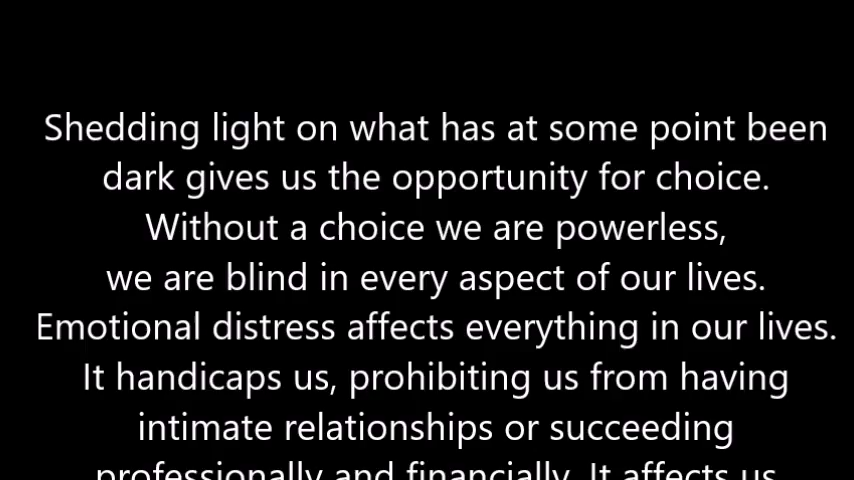 Shedding light on what has at some point been
dark gives us the opportunity for choice.
Without a choice we are powerless,
we are blind in every aspect of our lives.
Emotional distress affects everything in our lives.
It handicaps us, prohibiting us from having
intimate relationships or succeeding
professionally and financially. It affects us